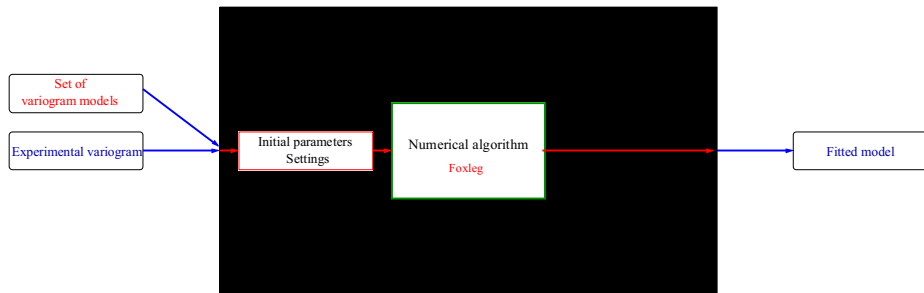 Set of
variogram models
Experimental variogram
Initial parameters
Settings
Numerical algorithm
Foxleg
Fitted model